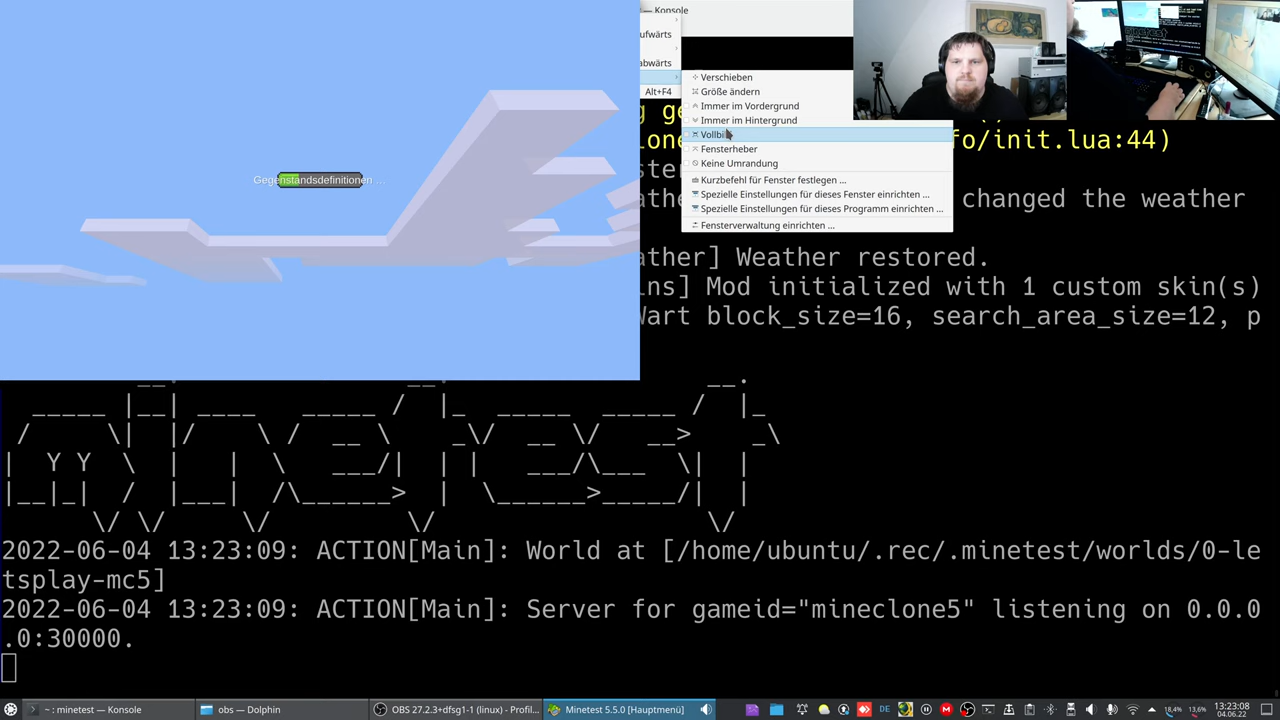 — Konsole
ufwärts
abwärts
Alt+F4
Verschieben
Größe ändern
Immer im Vordergrund
Immer im Hintergrund
Fensterheber
Keine Umrandung
Kurzbefehl für Fenster festlegen ...
Spezielle Einstellungen für dieses Fenster einrichten ...
Spezielle Einstellungen für dieses Programm einrichten ...
Fensterverwaltung einrichten ...
Gegenstandsdefinitionen ...
fo/init.lua:44)
changed the weather
ather] Weather restored.
ins] Mod initialized with 1 custom skin(s)
Wart block_size=16, search_area_size=12, p
minetest
2022-06-04 13:23:09: ACTION[Main]: World at [/home/ubuntu/.rec/.minetest/worlds/0-le
tsplay-mc5]
2022-06-04 13:23:09: ACTION[Main]: Server for gameid="mineclone5" listening on 0.0.0
.0:30000.
~ : minetest — Konsole
obs — Dolphin
OBS 27.2.3+dfsg1-1 (linux) - Profil...
Minetest 5.5.0 [Hauptmenü]
DE
18,4%
13,6%
13:23:08
04.06.22